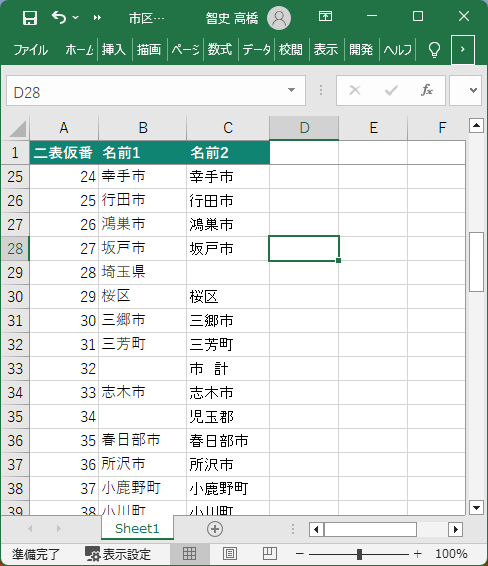 市区… 智史 高橋
ファイル ホーム 挿入 描画 ページ 数式 データ 校閲 表示 開発 ヘルプ
D28 fx
A B C D E F
1 二表仮番 名前1 名前2
25 24 幸手市 幸手市
26 25 行田市 行田市
27 26 鴻巣市 鴻巣市
28 27 坂戸市 坂戸市
29 28 埼玉県
30 29 桜区 桜区
31 30 三郷市 三郷市
32 31 三芳町 三芳町
33 32 市　計
34 33 志木市 志木市
35 34 児玉郡
36 35 春日部市 春日部市
37 36 所沢市 所沢市
38 37 小鹿野町 小鹿野町
39 38 小川町 小川町
Sheet1
準備完了 表示設定 100%